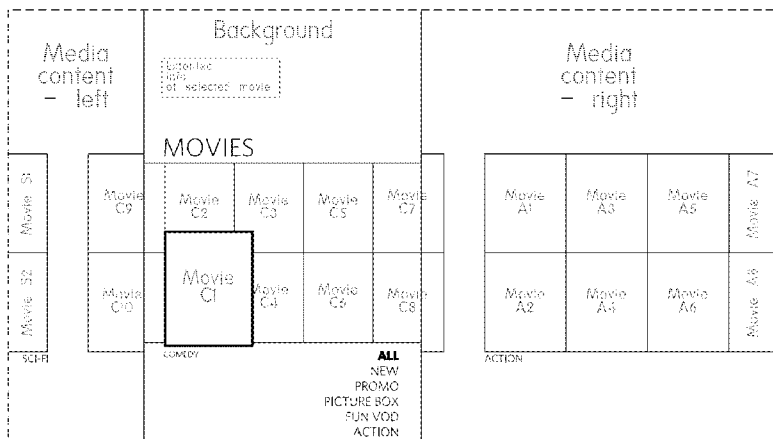 Background
Media
content
- left
Media
content
- right
Extenteo
info
of selected movie
MOVIES
Movie S1
Movie C9
Movie C2
Movie C3
Movie C5
Movie C7
Movie A1
Movie A3
Movie A5
Movie A7
Movie S2
Movie C10
Movie C1
Movie C4
Movie C6
Movie C8
Movie A2
Movie A4
Movie A6
Movie A8
SCI-FI
COMEDY
ACTION
ALL
NEW
PROMO
PICTURE BOX
FUN VOD
ACTION